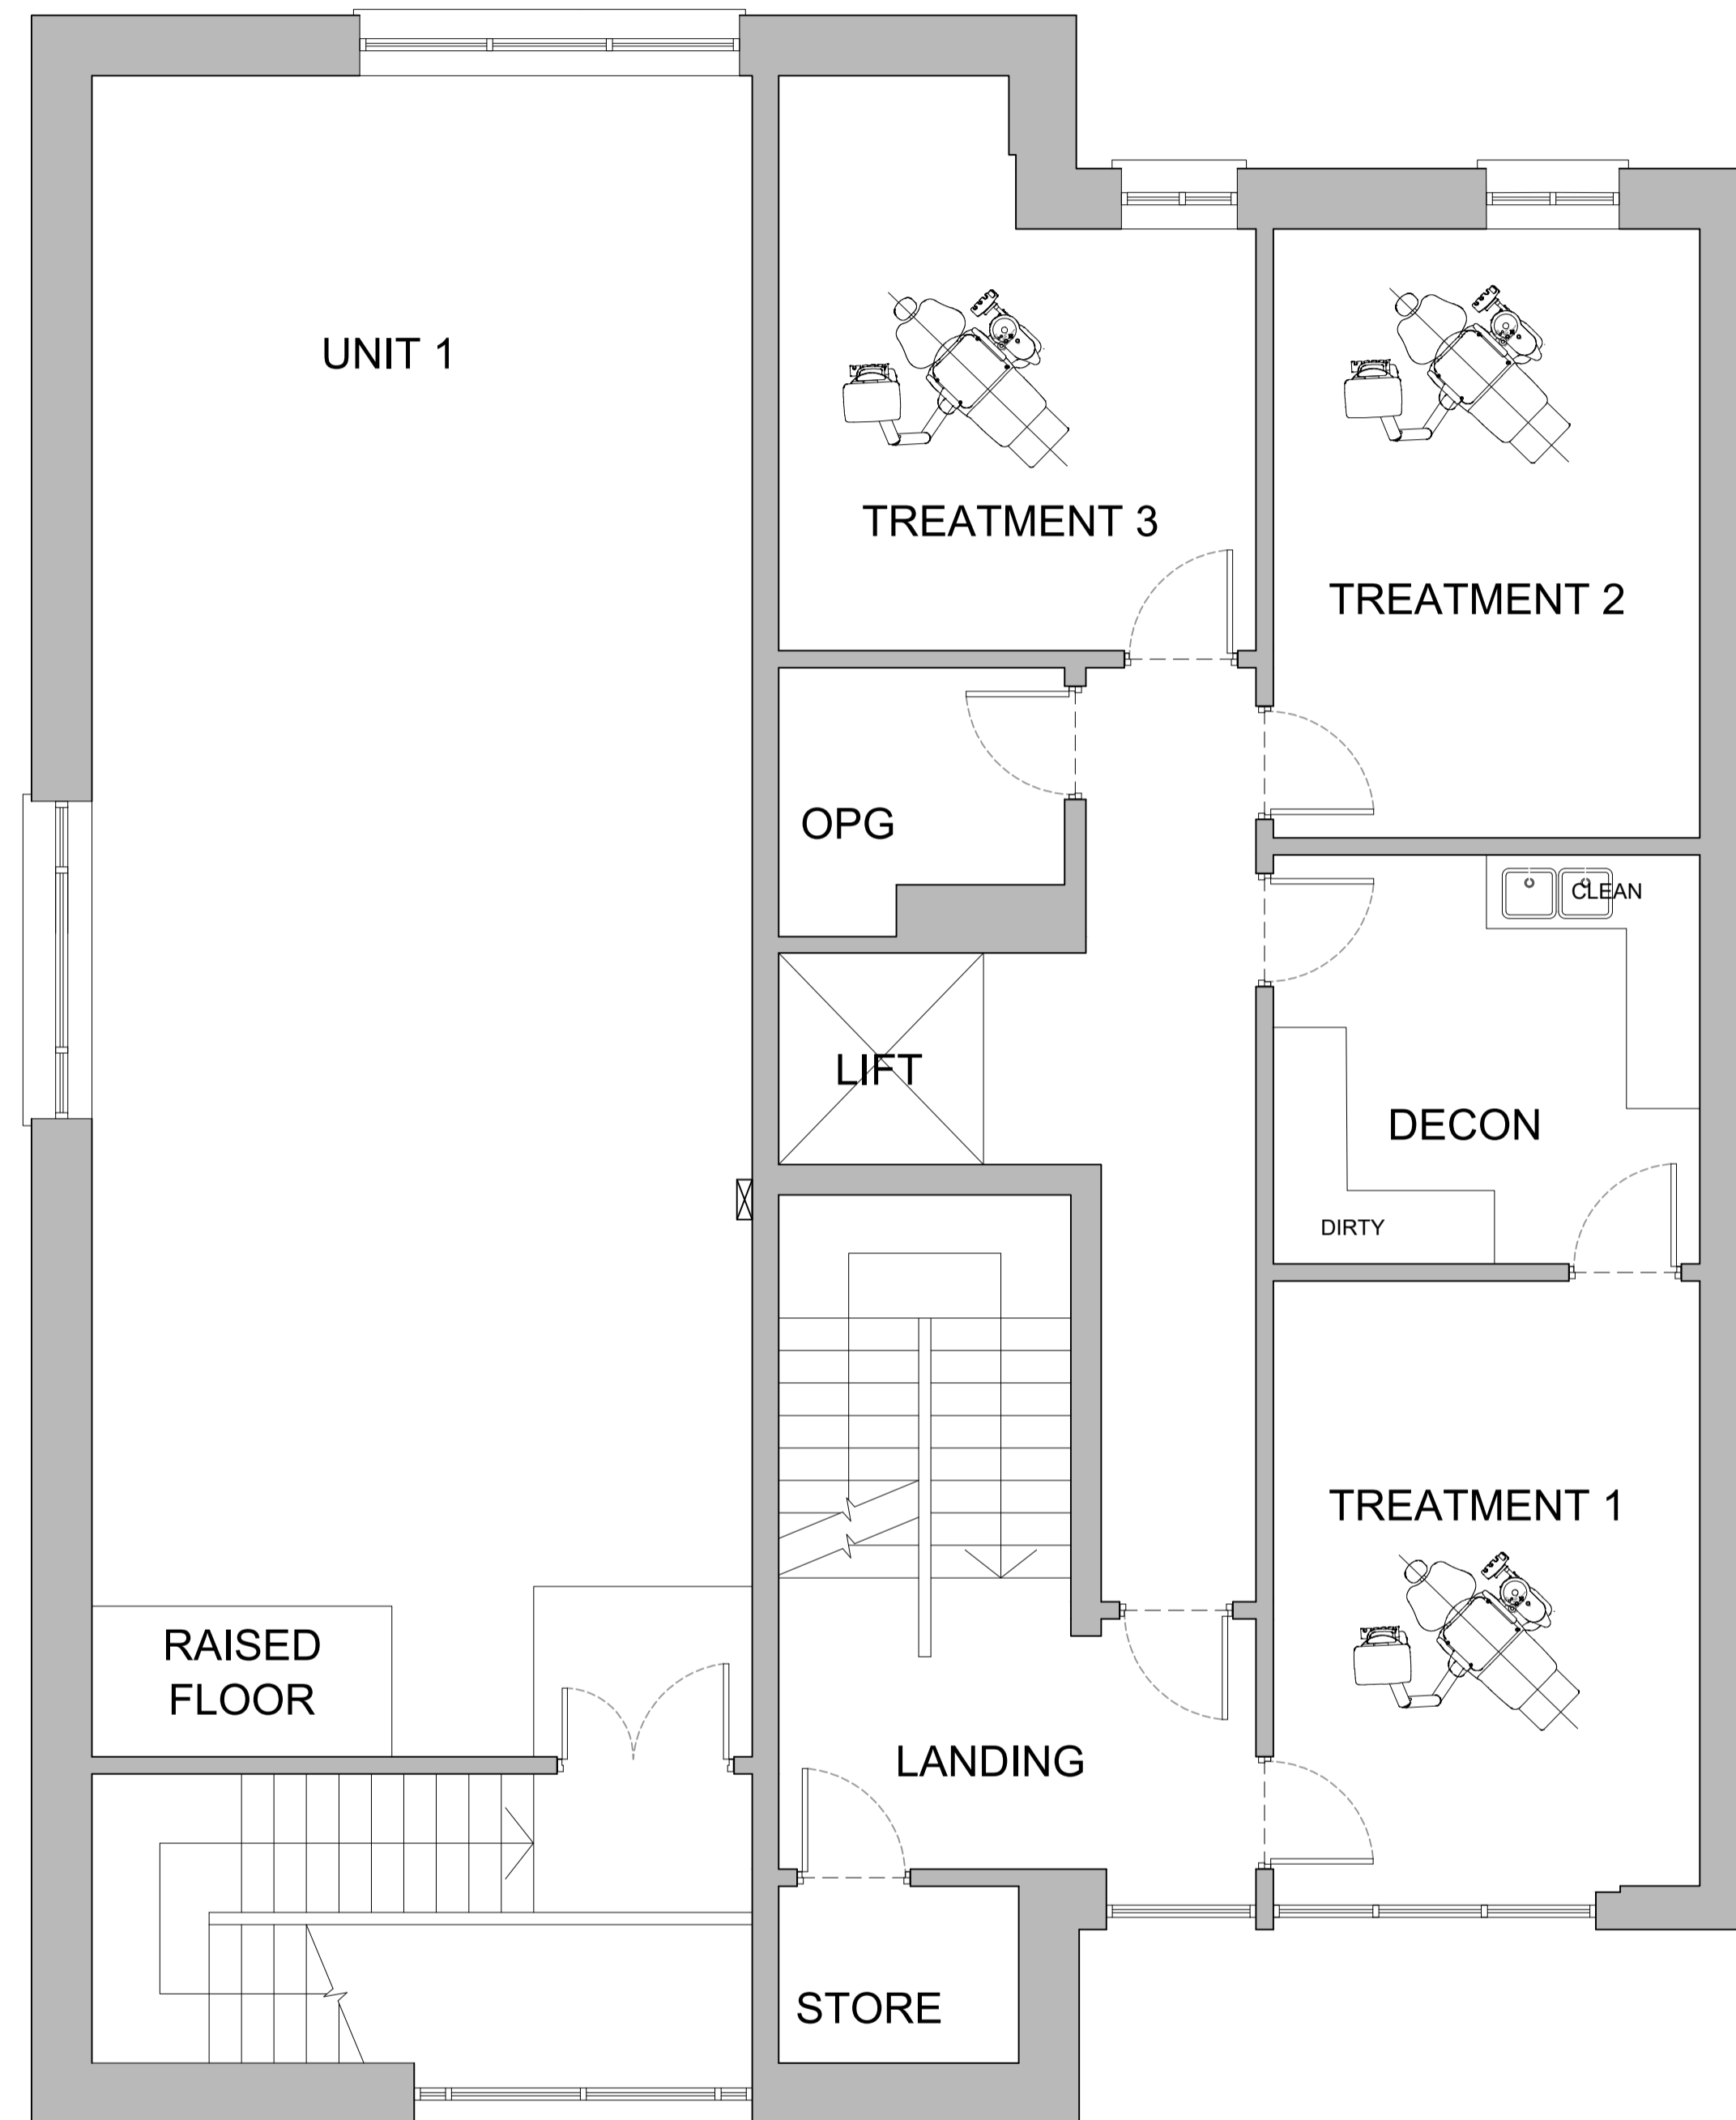 UNIT 1
TREATMENT 3
TREATMENT 2
OPG
CLEAN
LIFT
DECON
DIRTY
TREATMENT 1
RAISED
FLOOR
LANDING
STORE